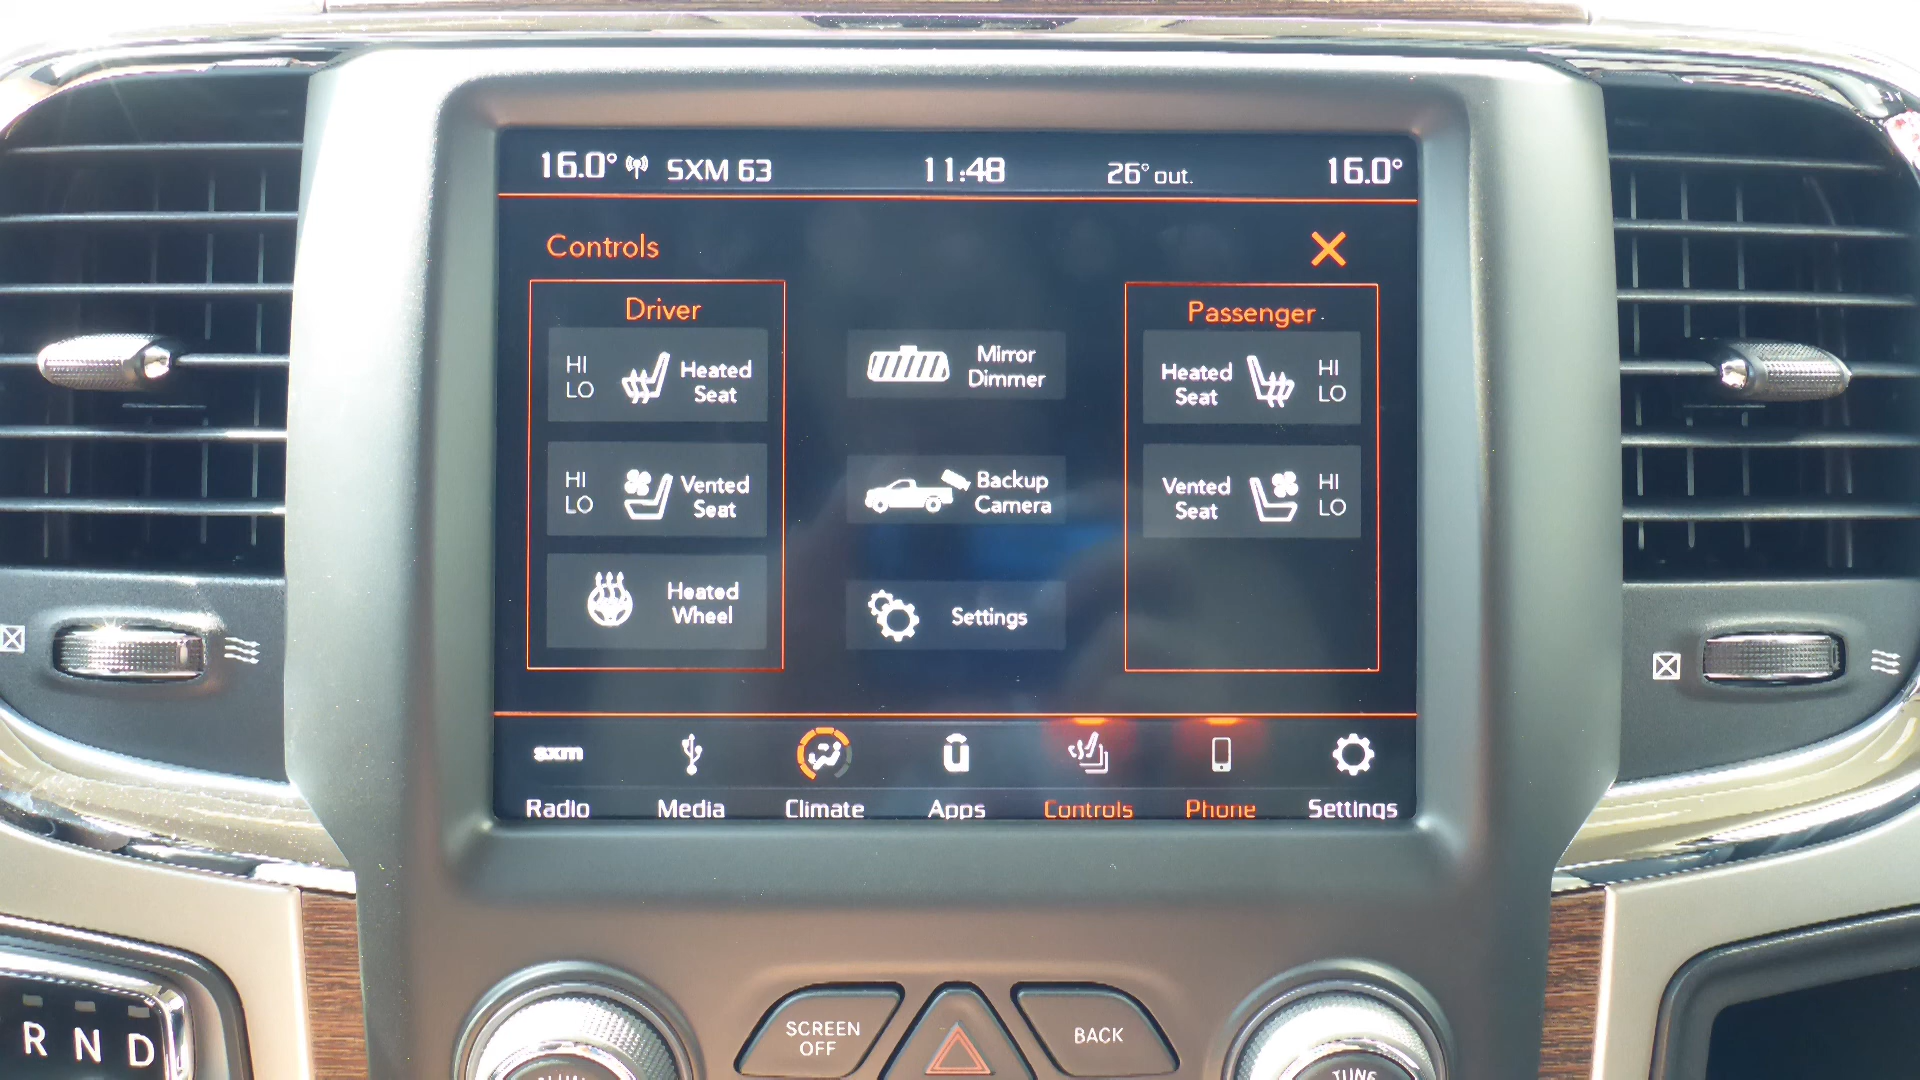 16.0° SXM 63 11:48 26° out. 16.0°
Controls
Driver
HI
LO
Heated
Seat
HI
LO
Vented
Seat
Heated
Wheel
Mirror
Dimmer
Backup
Camera
Settings
Passenger
Heated
Seat
HI
LO
Vented
Seat
HI
LO
sxm
Radio Media Climate Apps Controls Phone Settings
R N D
SCREEN
OFF
BACK
TUNE